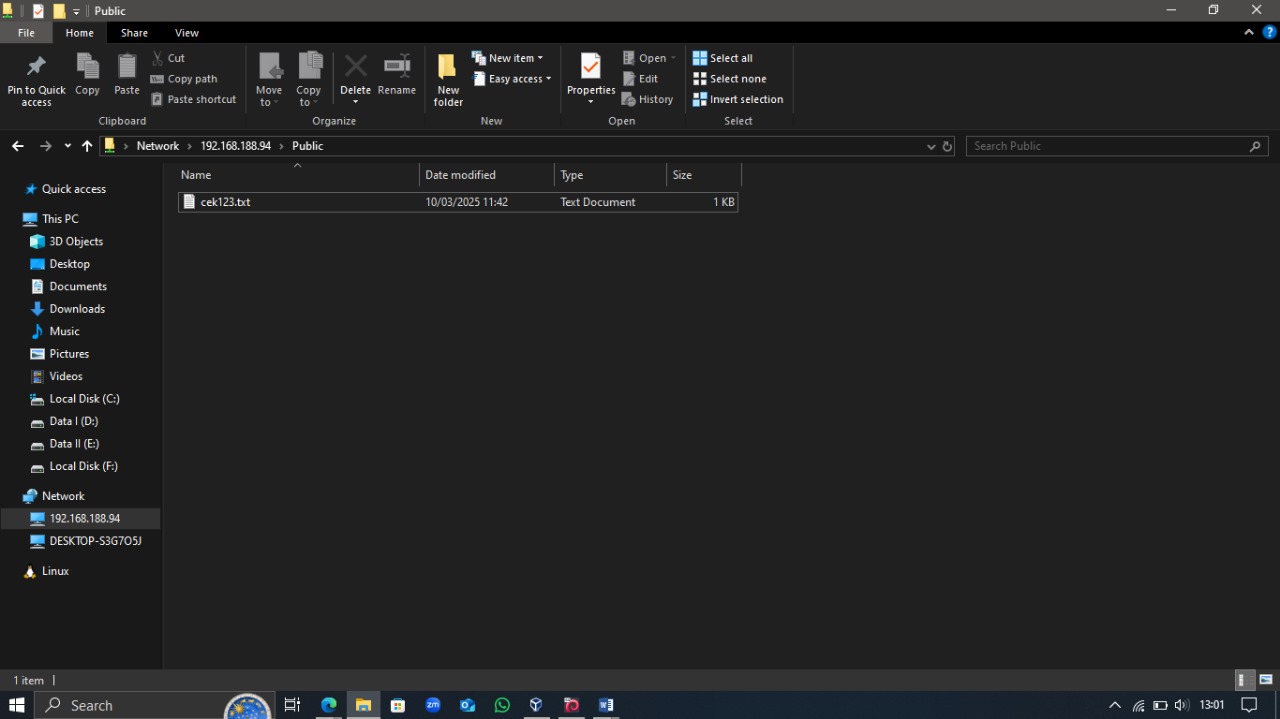 Public
File Home Share View
Pin to Quick access
Copy
Paste
Cut
Copy path
Paste shortcut
Clipboard
Move to
Copy to
Delete
Rename
Organize
New folder
New item
Easy access
New
Properties
Open
Edit
History
Open
Select all
Select none
Invert selection
Select
Network > 192.168.188.94 > Public
Search Public
Quick access
This PC
3D Objects
Desktop
Documents
Downloads
Music
Pictures
Videos
Local Disk (C:)
Data I (D:)
Data II (E:)
Local Disk (F:)
Network
192.168.188.94
DESKTOP-S3G7O5J
Linux
Name Date modified Type Size
cek123.txt 10/03/2025 11:42 Text Document 1 KB
1 item
Search
zm
13:01